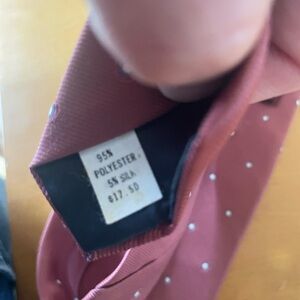 95%
POLYESTER
5% SILK
$17.50